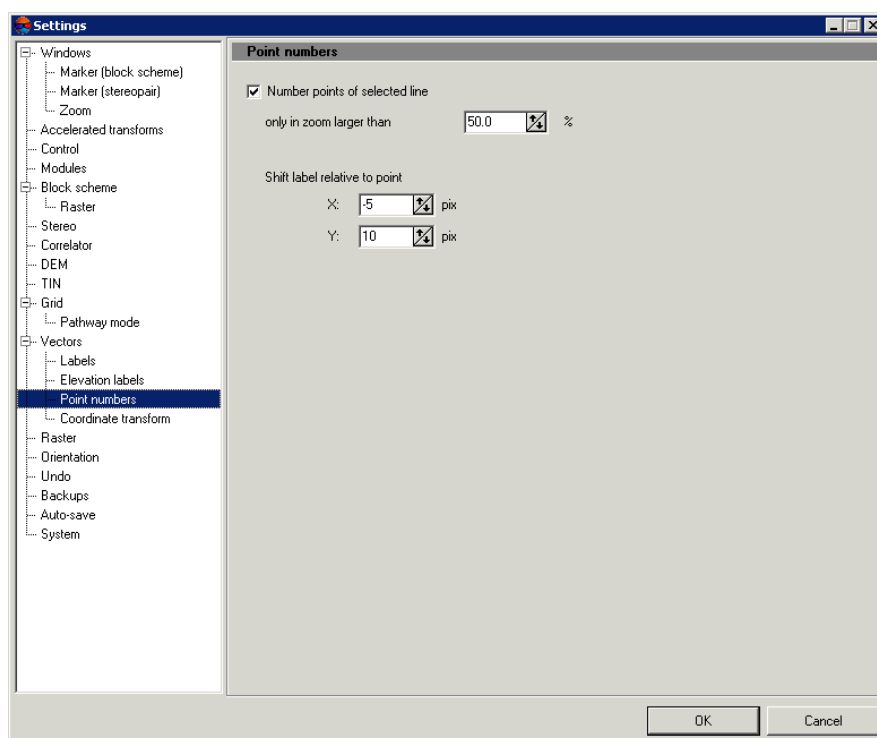 Settings
Windows
Marker (block scheme)
Marker (stereopair)
Zoom
Accelerated transforms
Control
Modules
Block scheme
Raster
Stereo
Correlator
DEM
TIN
Grid
Pathway mode
Vectors
Labels
Elevation labels
Point numbers
Coordinate transform
Raster
Orientation
Undo
Backups
Auto-save
System
Point numbers
Number points of selected line
only in zoom larger than 50.0 %
Shift label relative to point
X: -5 pix
Y: 10 pix
OK Cancel